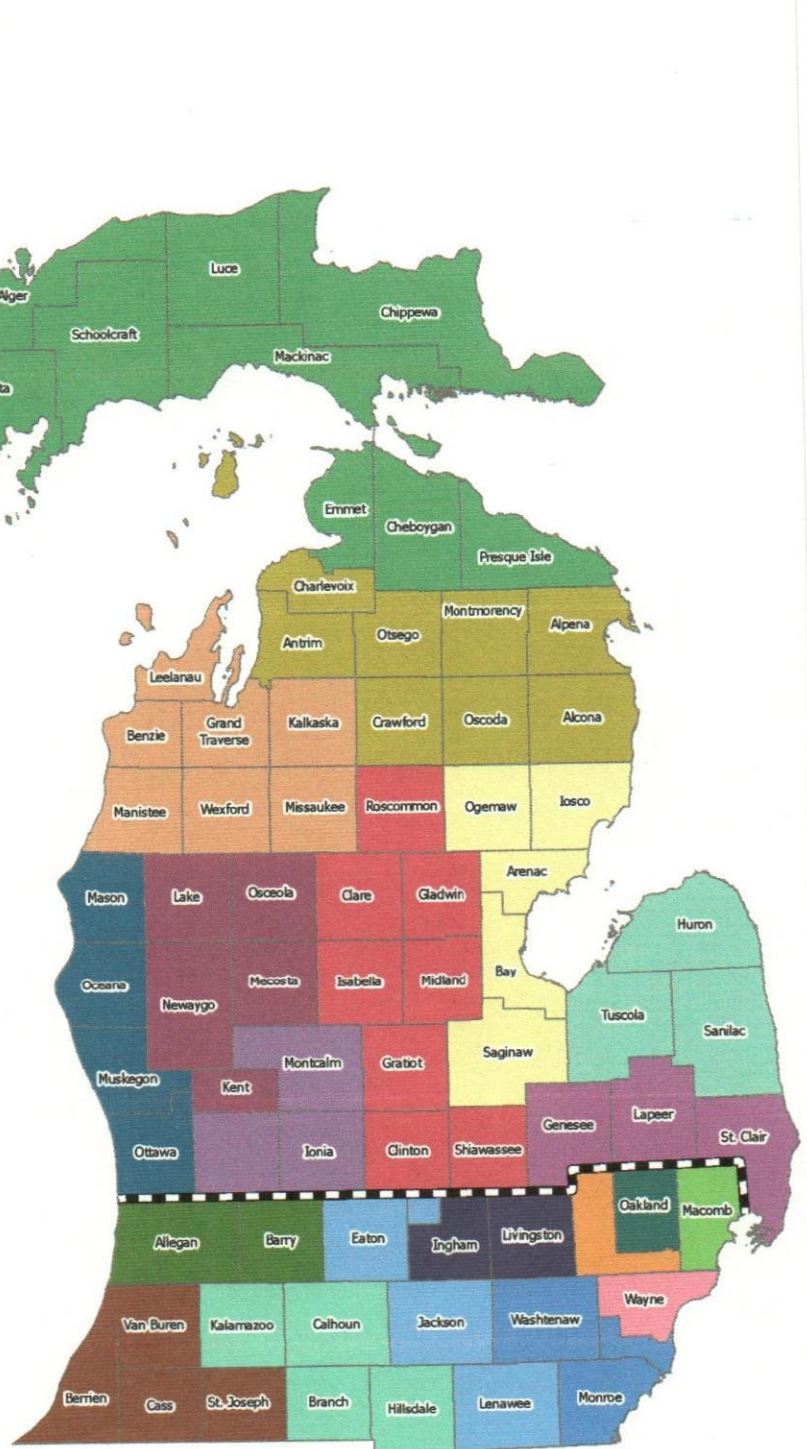 Luce
Alger
Chippewa
Schoolcraft
Mackinac
ta
Emmet
Cheboygan
Presque Isle
Charlevoix
Montmorency
Alpena
Otsego
Antrim
Leelanau
Grand
Traverse
Kalkaska
Crawford
Oscoda
Alcona
Benzie
Manistee
Wexford
Missaukee
Roscommon
Ogemaw
Iosco
Arenac
Mason
Lake
Osceola
Clare
Gladwin
Huron
Oceana
Mecosta
Isabella
Midland
Bay
Newaygo
Tuscola
Sanilac
Saginaw
Montcalm
Gratiot
Muskegon
Kent
Genesee
Lapeer
St. Clair
Ottawa
Ionia
Clinton
Shiawassee
Oakland
Macomb
Allegan
Barry
Eaton
Ingham
Livingston
Wayne
Van Buren
Kalamazoo
Calhoun
Jackson
Washtenaw
Berrien
Cass
St. Joseph
Branch
Hillsdale
Lenawee
Monroe